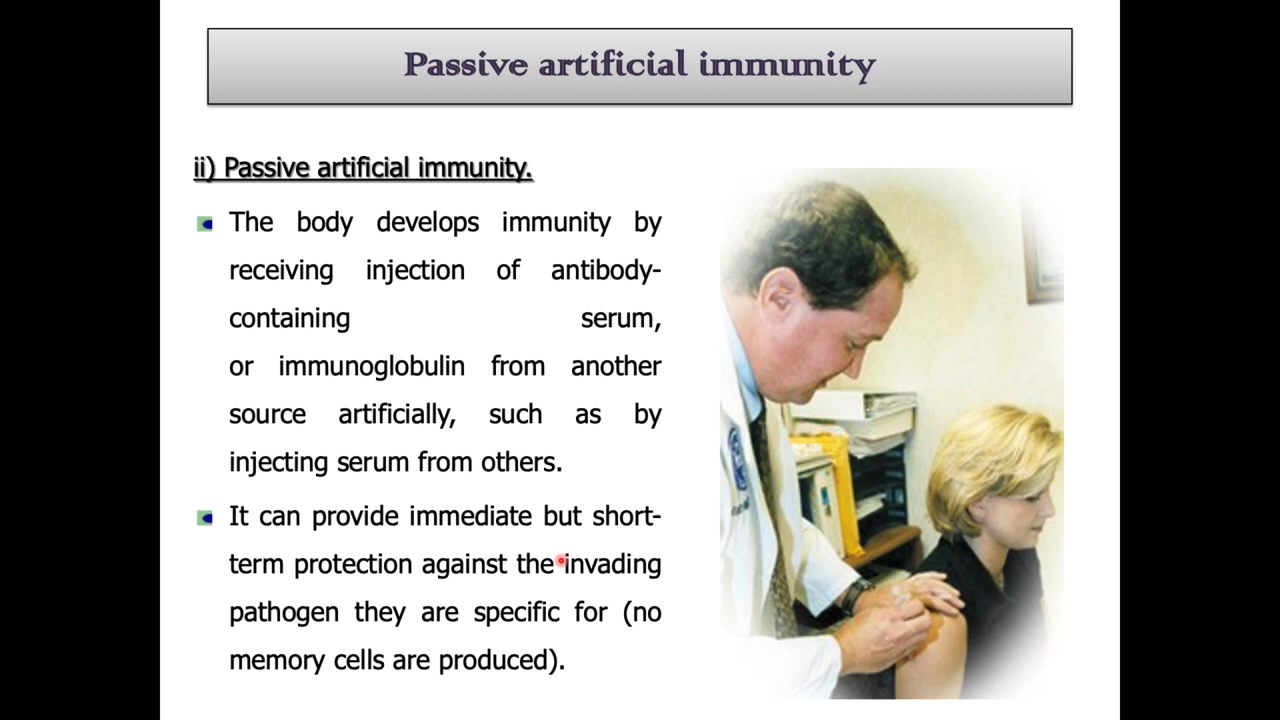 Passive artificial immunity
ii) Passive artificial immunity.
The body develops immunity by
receiving injection of antibody-
containing serum,
or immunoglobulin from another
source artificially, such as by
injecting serum from others.
It can provide immediate but short-
term protection against the invading
pathogen they are specific for (no
memory cells are produced).